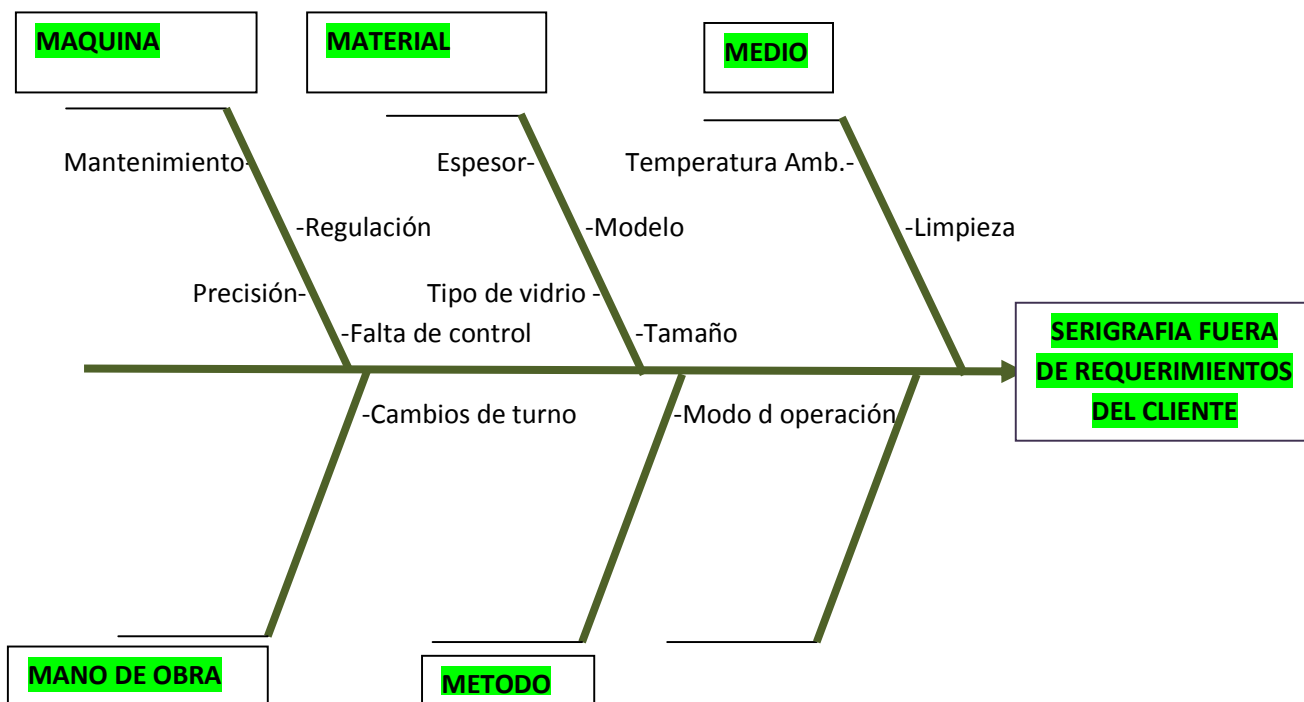 MAQUINA
MATERIAL
MEDIO
Mantenimiento-
Espesor-
Temperatura Amb.-
-Regulación
-Modelo
-Limpieza
Precisión-
Tipo de vidrio -
-Falta de control
-Tamaño
SERIGRAFIA FUERA
DE REQUERIMIENTOS
DEL CLIENTE
-Cambios de turno
-Modo d operación
MANO DE OBRA
METODO